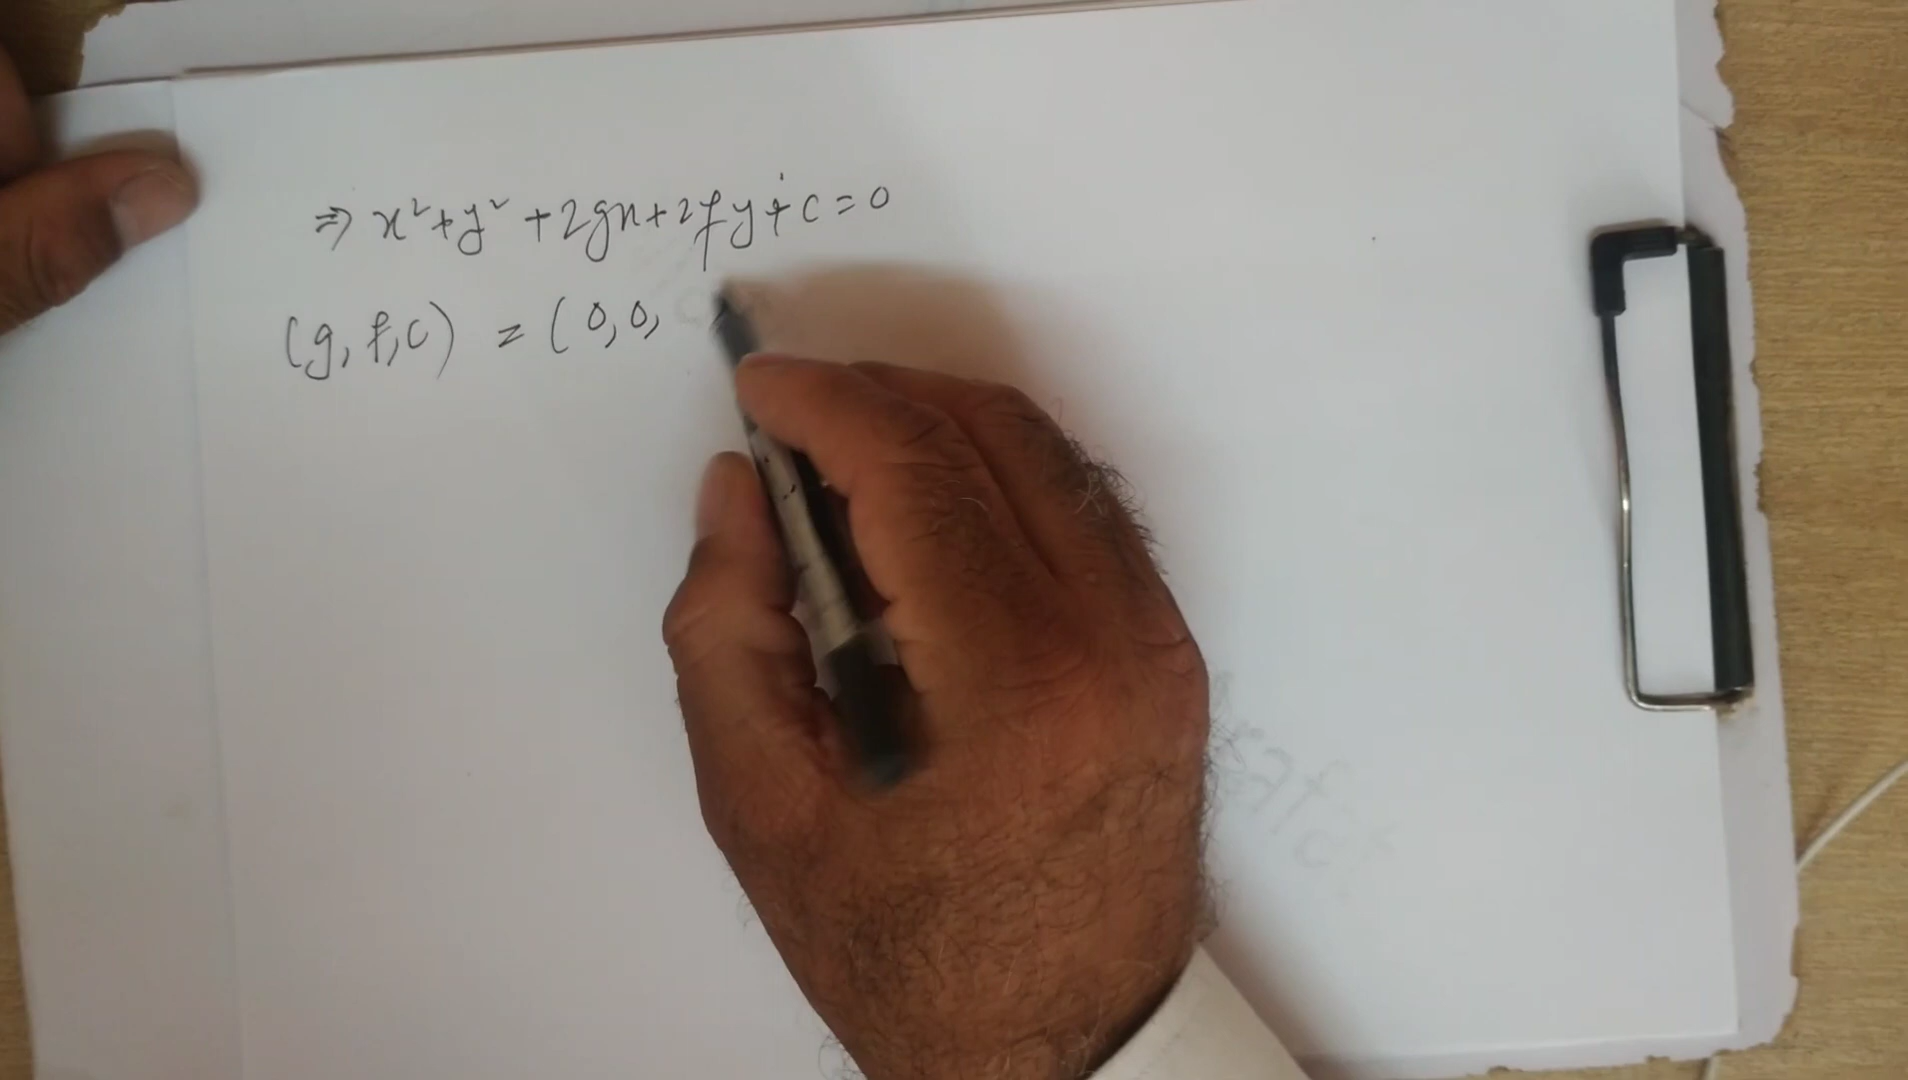 ⇒ x²+y²+2gx+2fy+c=0
(g, f, c) = (0, 0,